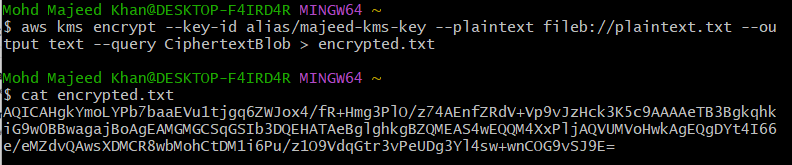 Mohd Majeed Khan@DESKTOP-F4IRD4R MINGW64 ~
$ aws kms encrypt --key-id alias/majeed-kms-key --plaintext fileb://plaintext.txt --ou
tput text --query CiphertextBlob > encrypted.txt
Mohd Majeed Khan@DESKTOP-F4IRD4R MINGW64 ~
$ cat encrypted.txt
AQICAHgkYmoLYPb7baaEVu1tjgq6ZWJox4/fR+Hmg3PlO/z74AEnfZRdV+Vp9vJzHck3K5c9AAAAeTB3Bgkqhk
iG9w0BBwagajBoAgEAMGMGCSqGSIb3DQEHATAeBglghkgBZQMEAS4wEQQM4XxPljAQVUMVoHwkAgEQgDYt4I66
e/eMZdvQAwsXDMCR8wbMohCtDM1i6Pu/z1O9VdqGtr3vPeUDg3Yl4sw+wnCOG9vSJ9E=